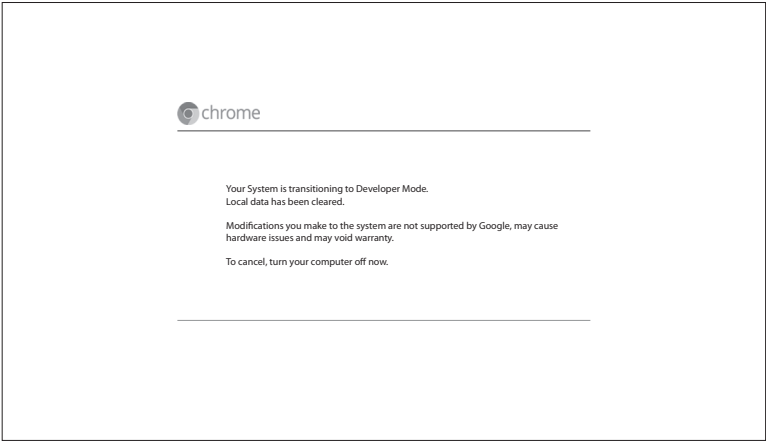 chrome
Your System is transitioning to Developer Mode.
Local data has been cleared.
Modifications you make to the system are not supported by Google, may cause
hardware issues and may void warranty.
To cancel, turn your computer off now.